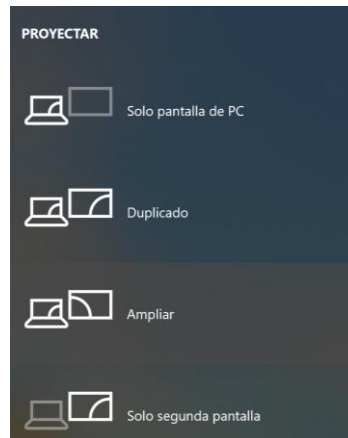 PROYECTAR
Solo pantalla de PC
Duplicado
Ampliar
Solo segunda pantalla